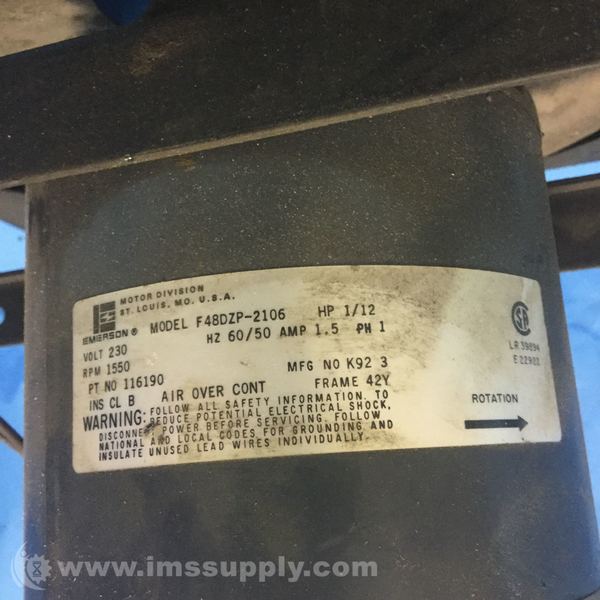 MOTOR DIVISION
ST. LOUIS, MO. U.S.A.
EMERSON®
MODEL F48DZP-2106 HP 1/12
HZ 60/50 AMP 1.5 PH 1
VOLT 230
RPM 1550
MFG NO K92 3
PT NO 116190
FRAME 42Y
INS CL B AIR OVER CONT
WARNING: FOLLOW ALL SAFETY INFORMATION. TO
REDUCE POTENTIAL ELECTRICAL SHOCK,
DISCONNECT POWER BEFORE SERVICING. FOLLOW
NATIONAL AND LOCAL CODES FOR GROUNDING AND
INSULATE UNUSED LEAD WIRES INDIVIDUALLY.
SA
LR 39894
E 22922
ROTATION
www.imssupply.com